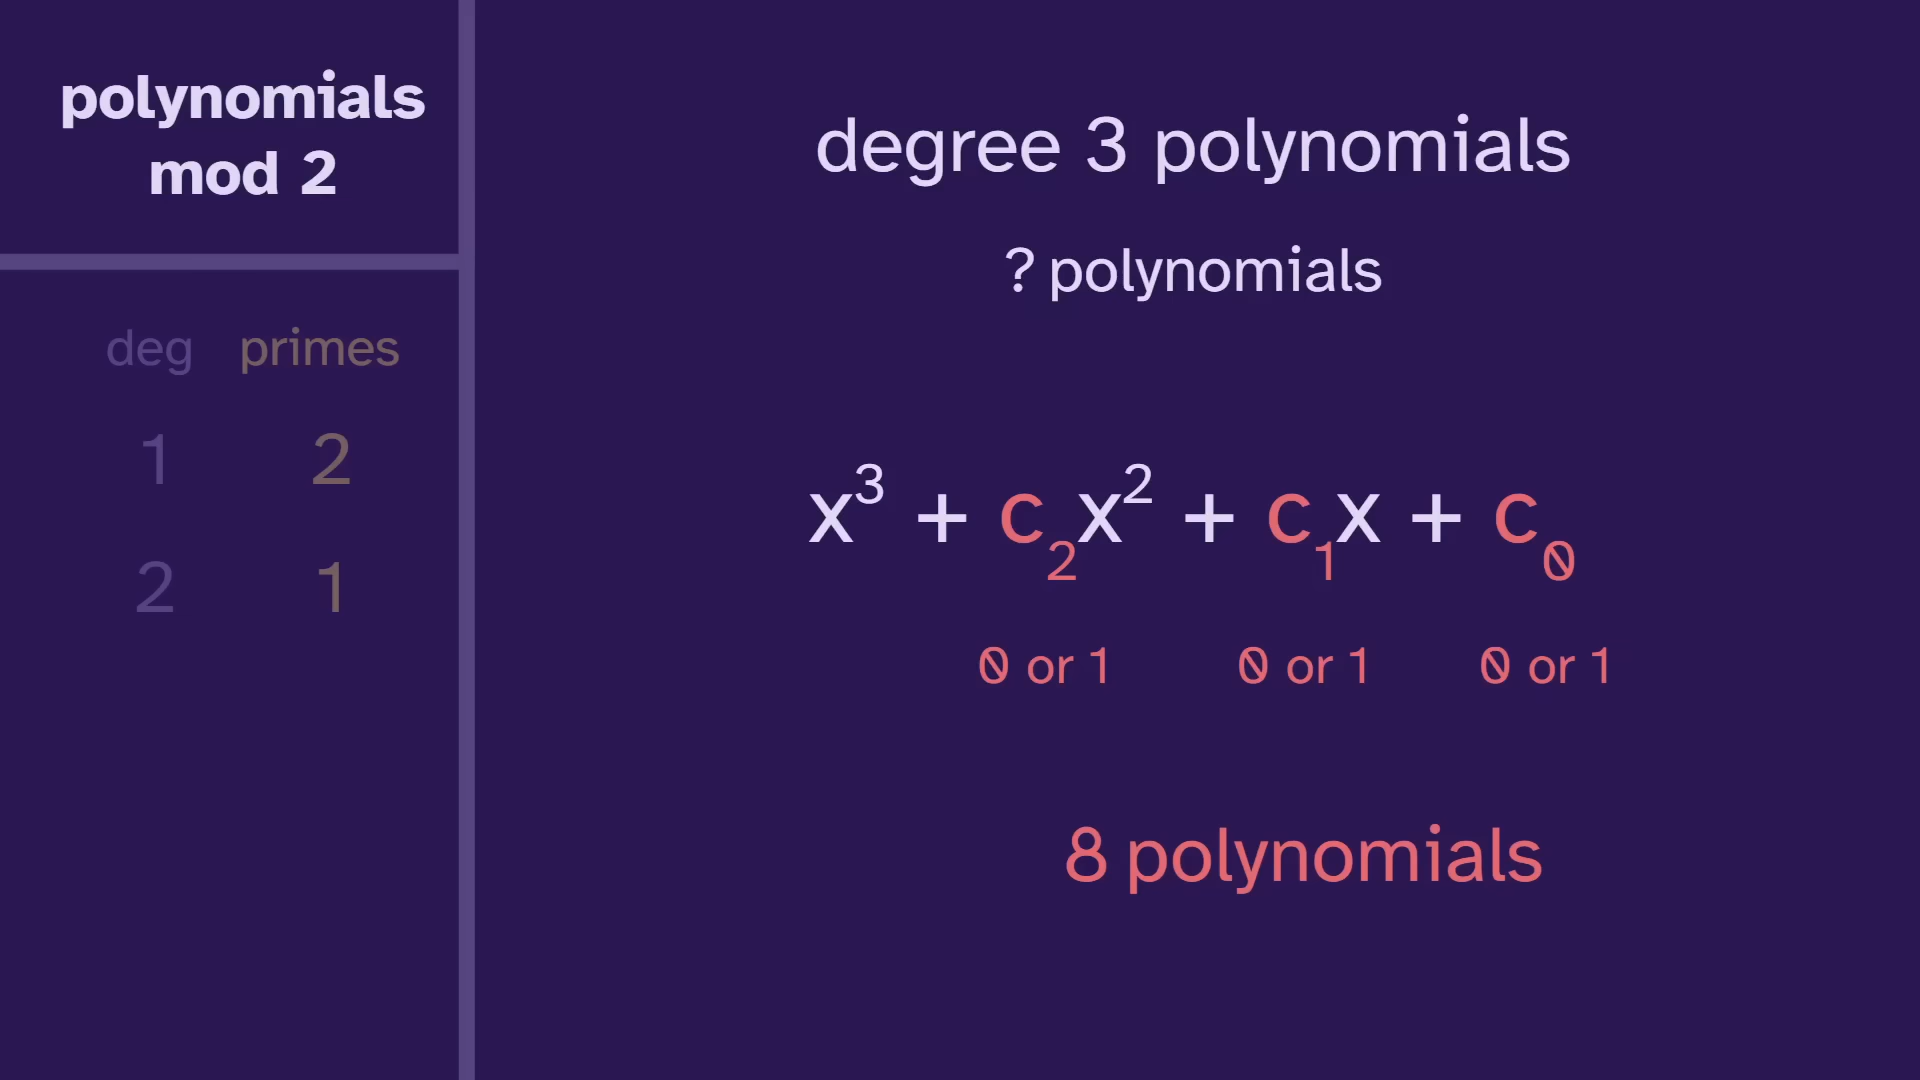 polynomials
mod 2
deg primes
1 2
2 1
degree 3 polynomials
? polynomials
x³ + c₂x² + c₁x + c₀
0 or 1 0 or 1 0 or 1
8 polynomials